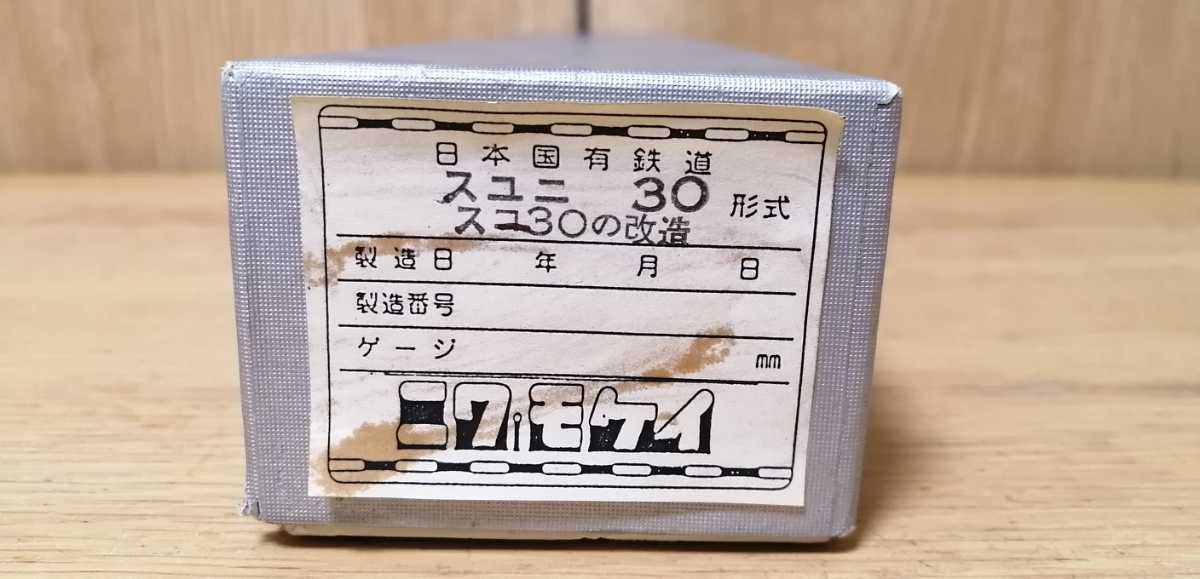 日本国有鉄道
スユニ 30 形式
スユ30の改造
製造日 年 月 日
製造番号
ゲージ mm
ニワモケイ